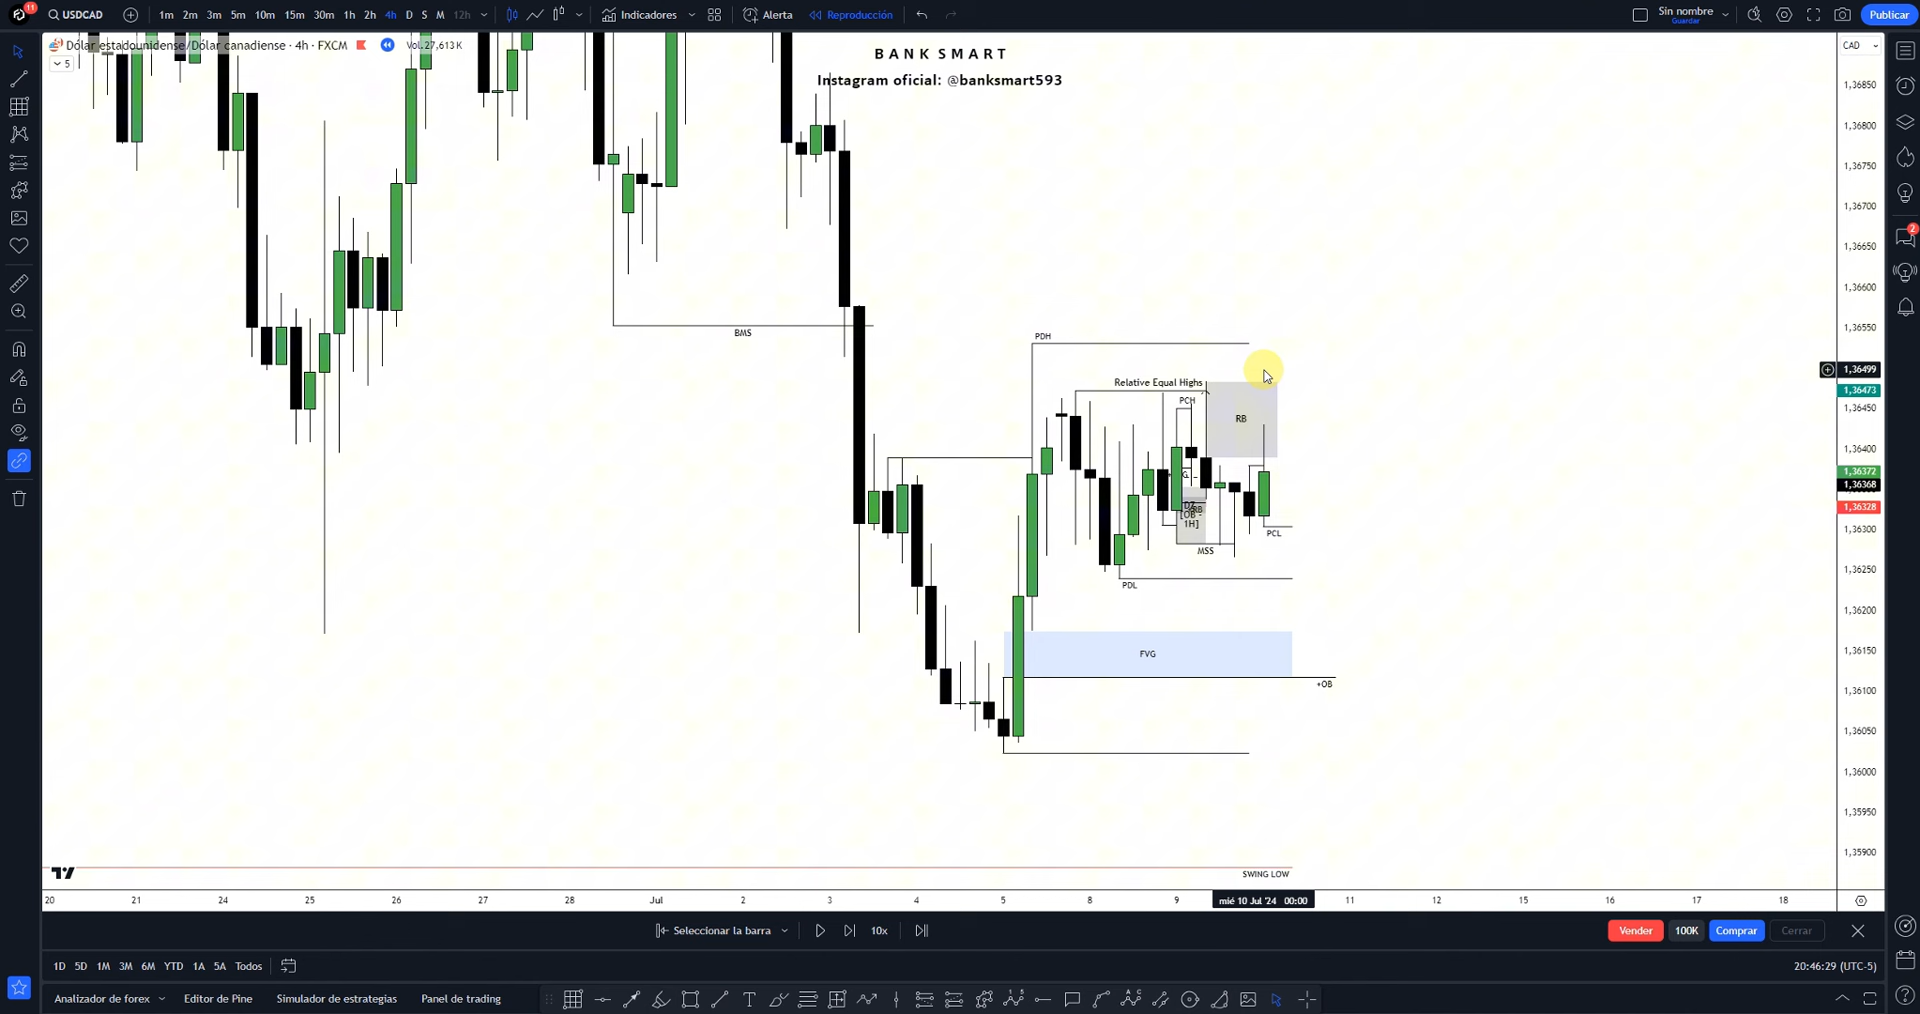 11
USDCAD
1m 2m 3m 5m 10m 15m 30m 1h 2h 4h D S M 12h
Indicadores
Alerta
Reproducción
Sin nombre
Guardar
Publicar
Dólar estadounidense/Dólar canadiense · 4h · FXCM
Vol.27,613 K
5
BANK SMART
Instagram oficial: @banksmart593
CAD
1,36850
1,36800
1,36750
1,36700
1,36650
1,36600
1,36550
1,36499
1,36473
1,36450
1,36400
1,36372
1,36368
1,36328
1,36300
1,36250
1,36200
1,36150
1,36100
1,36050
1,36000
1,35950
1,35900
2
BMS
PDH
Relative Equal Highs
PCH
RB
DZ
[OB -
1H]
PCL
MSS
PDL
FVG
+OB
SWING LOW
20 21 24 25 26 27 28 Jul 2 3 4 5 8 9 mié 10 Jul '24 00:00 11 12 15 16 17 18
Seleccionar la barra
10x
Vender
100K
Comprar
Cerrar
1D 5D 1M 3M 6M YTD 1A 5A Todos
20:46:29 (UTC-5)
Analizador de forex
Editor de Pine
Simulador de estrategias
Panel de trading